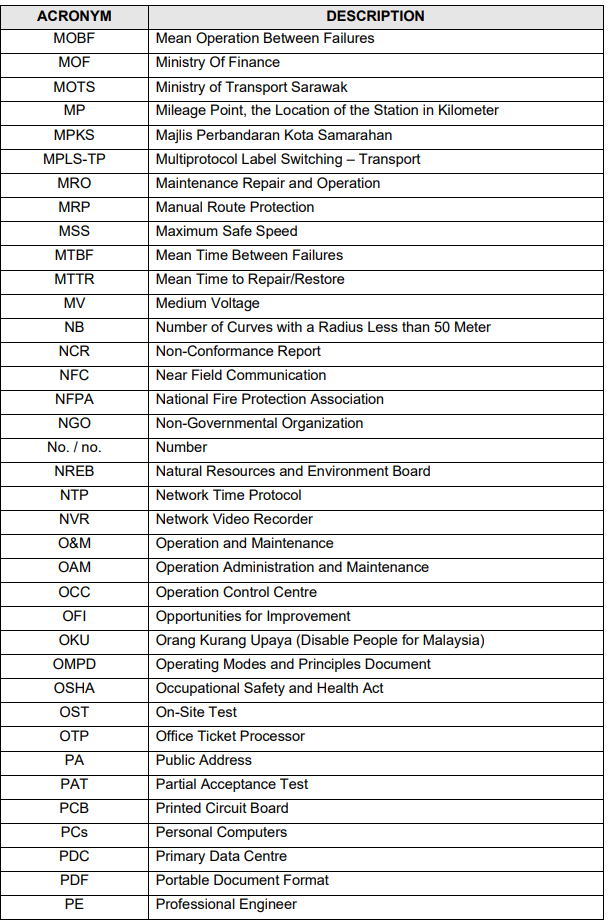 ACRONYM DESCRIPTION
MOBF Mean Operation Between Failures
MOF Ministry Of Finance
MOTS Ministry of Transport Sarawak
MP Mileage Point, the Location of the Station in Kilometer
MPKS Majlis Perbandaran Kota Samarahan
MPLS-TP Multiprotocol Label Switching – Transport
MRO Maintenance Repair and Operation
MRP Manual Route Protection
MSS Maximum Safe Speed
MTBF Mean Time Between Failures
MTTR Mean Time to Repair/Restore
MV Medium Voltage
NB Number of Curves with a Radius Less than 50 Meter
NCR Non-Conformance Report
NFC Near Field Communication
NFPA National Fire Protection Association
NGO Non-Governmental Organization
No. / no. Number
NREB Natural Resources and Environment Board
NTP Network Time Protocol
NVR Network Video Recorder
O&M Operation and Maintenance
OAM Operation Administration and Maintenance
OCC Operation Control Centre
OFI Opportunities for Improvement
OKU Orang Kurang Upaya (Disable People for Malaysia)
OMPD Operating Modes and Principles Document
OSHA Occupational Safety and Health Act
OST On-Site Test
OTP Office Ticket Processor
PA Public Address
PAT Partial Acceptance Test
PCB Printed Circuit Board
PCs Personal Computers
PDC Primary Data Centre
PDF Portable Document Format
PE Professional Engineer